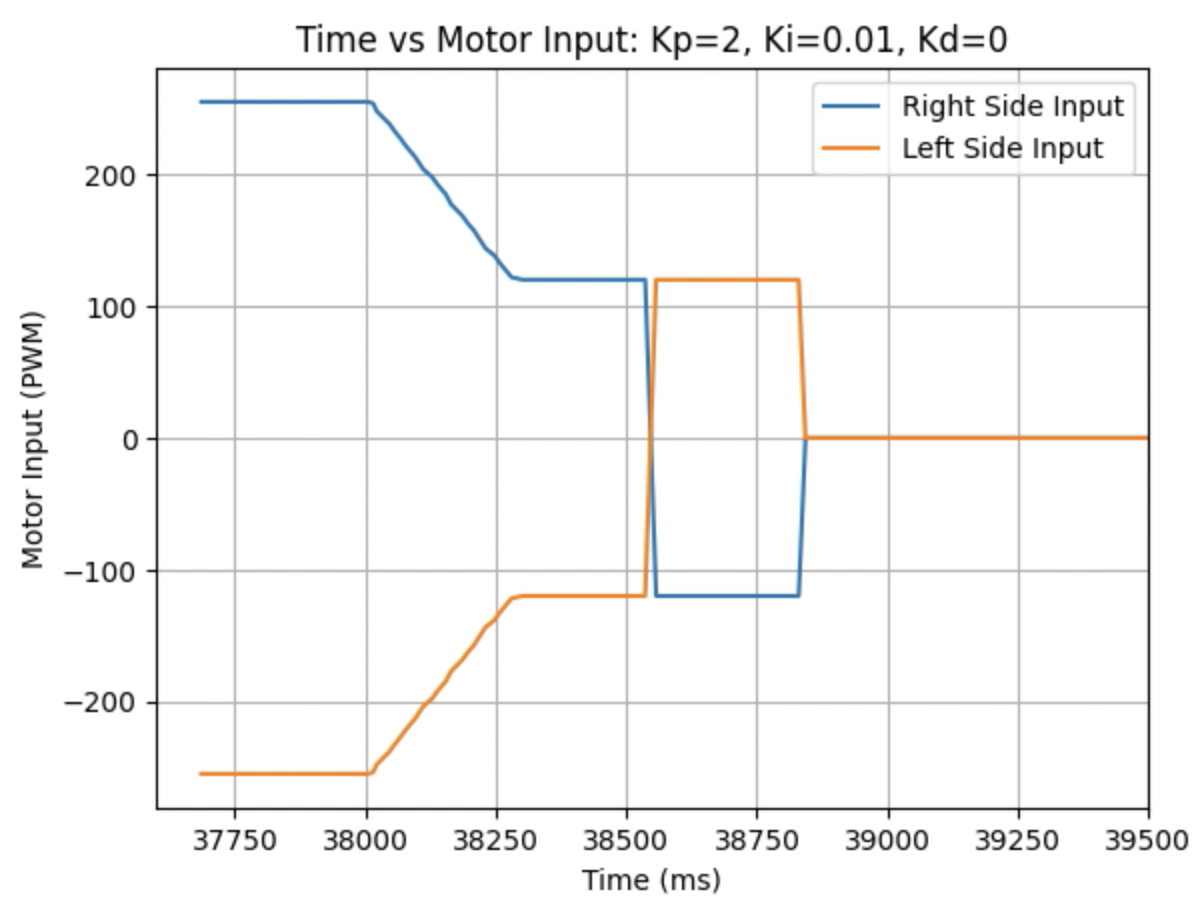 Time vs Motor Input: Kp=2, Ki=0.01, Kd=0
Right Side Input
Left Side Input
200
100
0
−100
−200
Motor Input (PWM)
37750 38000 38250 38500 38750 39000 39250 39500
Time (ms)